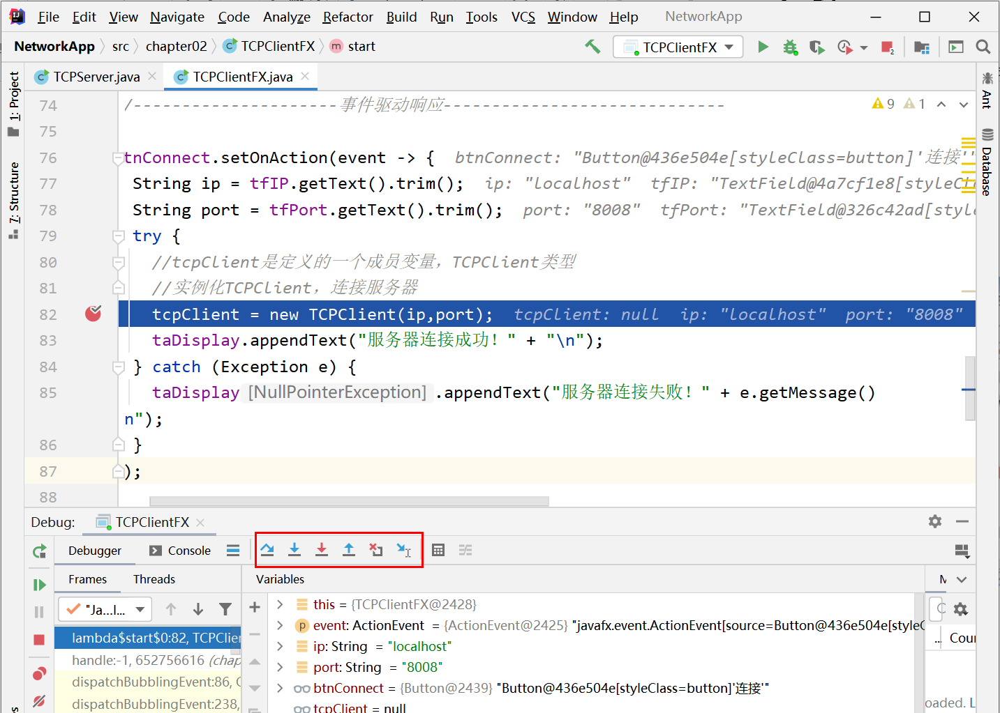 File Edit View Navigate Code Analyze Refactor Build Run Tools VCS Window Help NetworkApp
NetworkApp src chapter02 TCPClientFX start TCPClientFX
TCPServer.java TCPClientFX.java
1: Project
7: Structure
Ant
Database
74 /---------------------事件驱动响应-----------------------------
9 1
75
76 tnConnect.setOnAction(event -> { btnConnect: "Button@436e504e[styleClass=button]'连接'"
77 String ip = tfIP.getText().trim(); ip: "localhost" tfIP: "TextField@4a7cf1e8[styleCl
78 String port = tfPort.getText().trim(); port: "8008" tfPort: "TextField@326c42ad[style
79 try {
80 //tcpClient是定义的一个成员变量，TCPClient类型
81 //实例化TCPClient，连接服务器
82 tcpClient = new TCPClient(ip,port); tcpClient: null ip: "localhost" port: "8008"
83 taDisplay.appendText("服务器连接成功！" + "\n");
84 } catch (Exception e) {
85 taDisplay [NullPointerException] .appendText("服务器连接失败！" + e.getMessage()
n");
86 }
87 );
88
Debug: TCPClientFX
Debugger Console
Frames Threads Variables
"Ja...l...
lambda$start$0:82, TCPClien
handle:-1, 652756616 (chap
dispatchBubblingEvent:86, C
dispatchBubblingEvent:238,
this = {TCPClientFX@2428}
event: ActionEvent = {ActionEvent@2425} "javafx.event.ActionEvent[source=Button@436e504e[styleC
ip: String = "localhost"
port: String = "8008"
btnConnect = {Button@2439} "Button@436e504e[styleClass=button]'连接'"
tcpClient = null
... Cour
oaded. L